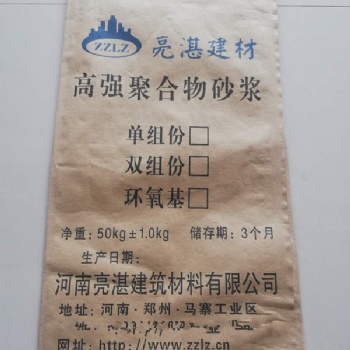 ZZLZ 亮湛建材
高强聚合物砂浆
单组份□
双组份□
环氧基□
净重:50kg±1.0kg 储存期:3个月
生产日期:
河南亮湛建筑材料有限公司
地址:河南·郑州·马寨工业区
网址:http://www.zzlz.cn